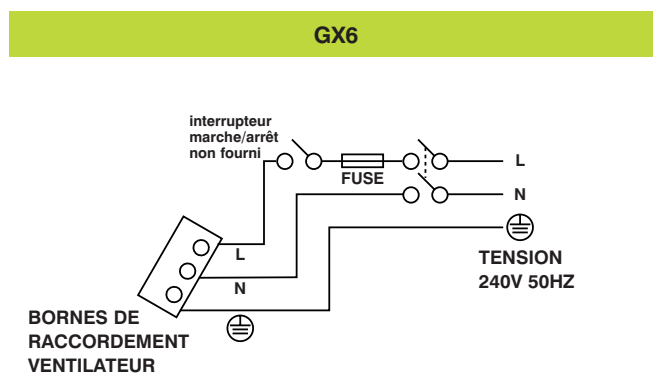 GX6
interrupteur
marche/arrêt
non fourni
FUSE
L
N
L
N
TENSION
240V 50HZ
BORNES DE
RACCORDEMENT
VENTILATEUR